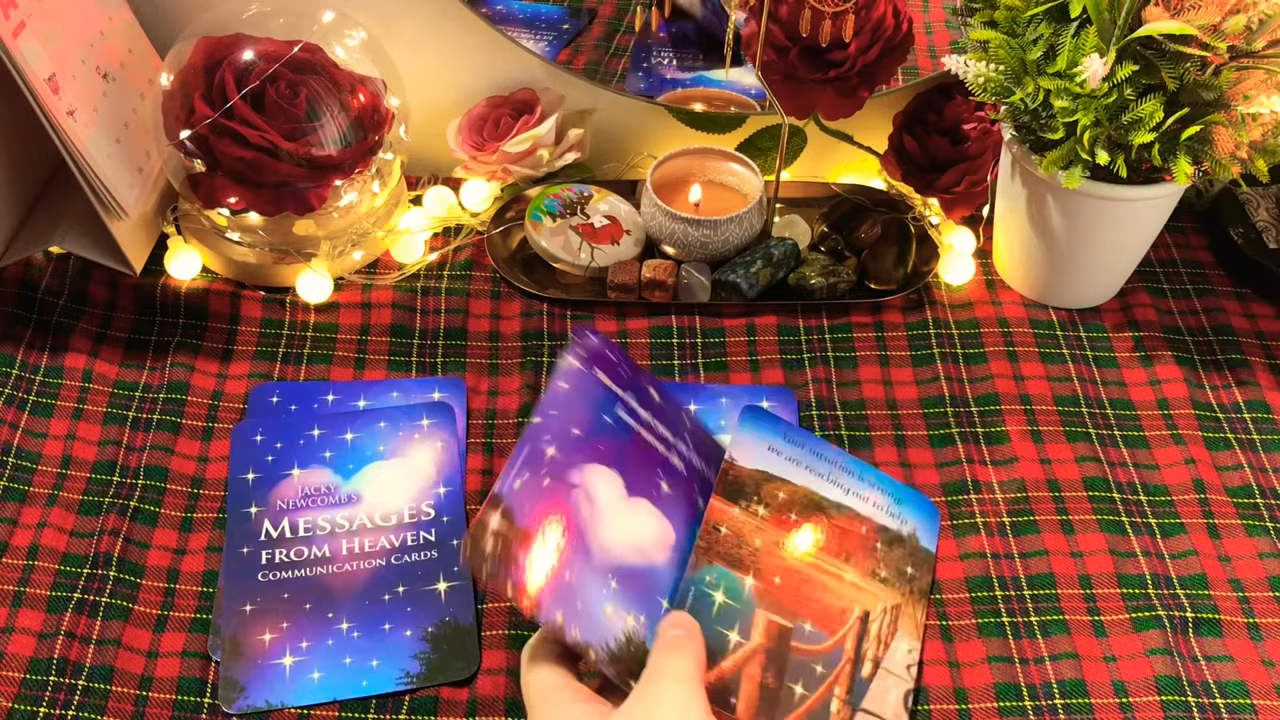 JACKY
NEWCOMB'S
MESSAGES
FROM HEAVEN
COMMUNICATION CARDS
Your intuition is strong;
we are reaching out to help.